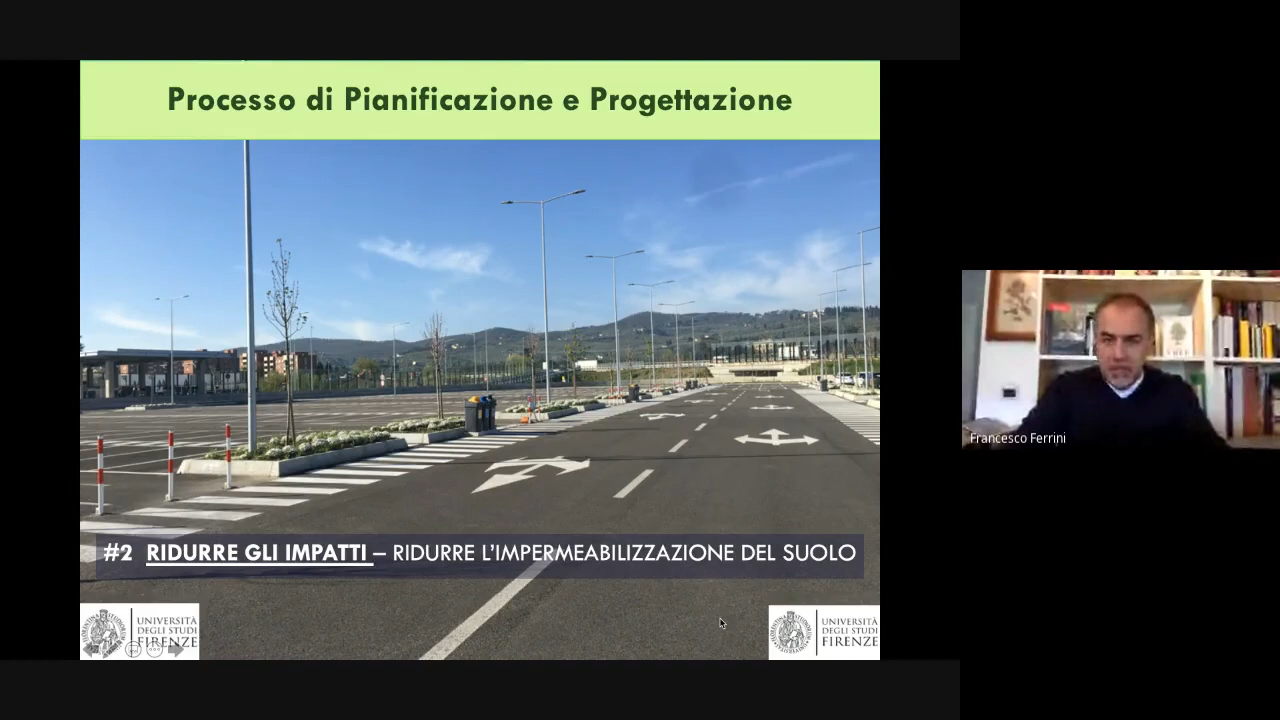 Processo di Pianificazione e Progettazione
#2 RIDURRE GLI IMPATTI – RIDURRE L'IMPERMEABILIZZAZIONE DEL SUOLO
UNIVERSITÀ
DEGLI STUDI
FIRENZE
UNIVERSITÀ
DEGLI STUDI
FIRENZE
Francesco Ferrini